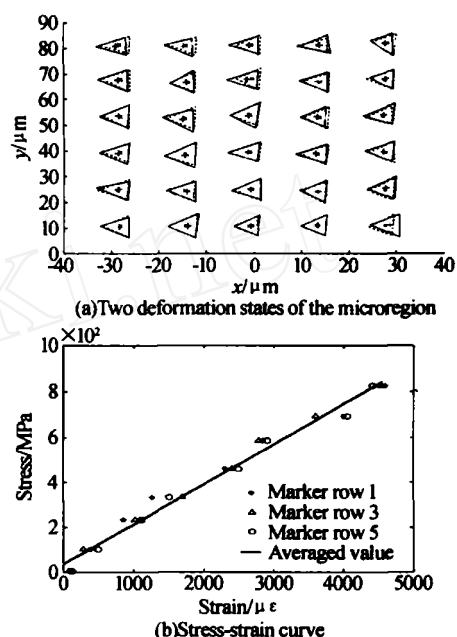 90
80
70
60
50
40
30
20
10
0
y/μm
-40 -30 -20 -10 0 10 20 30 40
x/μm
(a)Two deformation states of the microregion
×10²
10
8
6
4
2
0
Stress/MPa
Marker row 1
Marker row 3
Marker row 5
Averaged value
0 1000 2000 3000 4000 5000
Strain/με
(b)Stress-strain curve